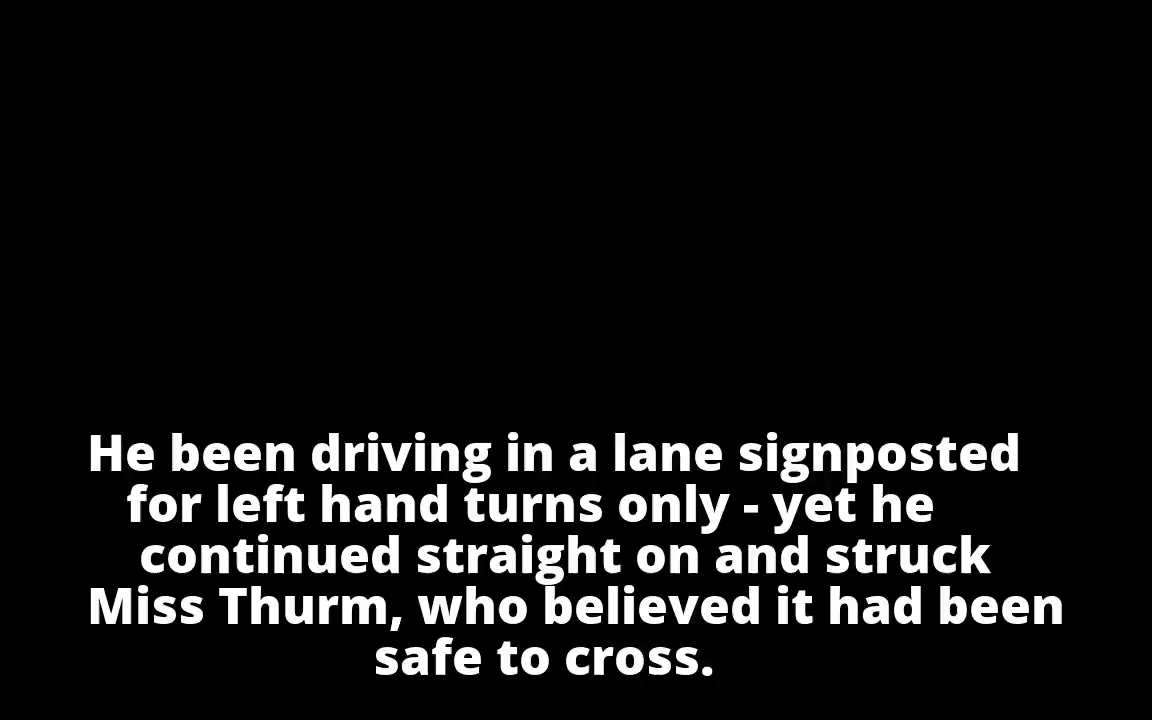 He been driving in a lane signposted
for left hand turns only - yet he
continued straight on and struck
Miss Thurm, who believed it had been
safe to cross.